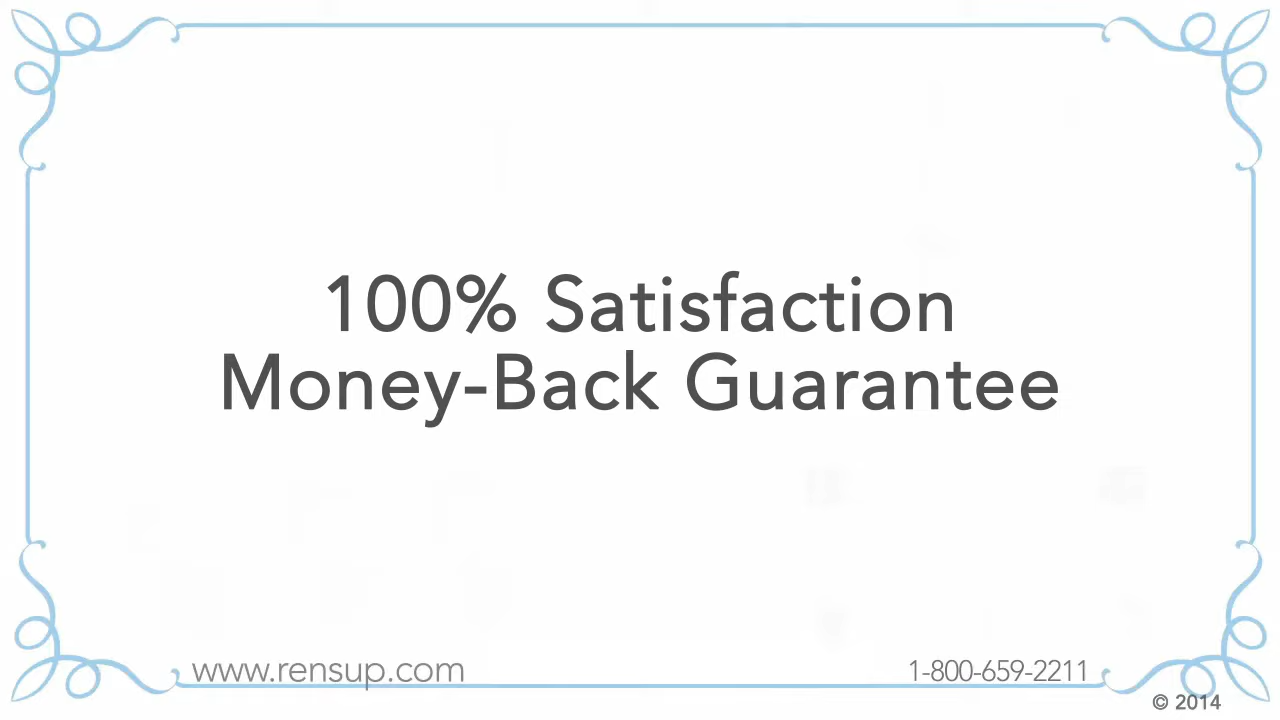 100% Satisfaction
Money-Back Guarantee
www.rensup.com
1-800-659-2211
© 2014